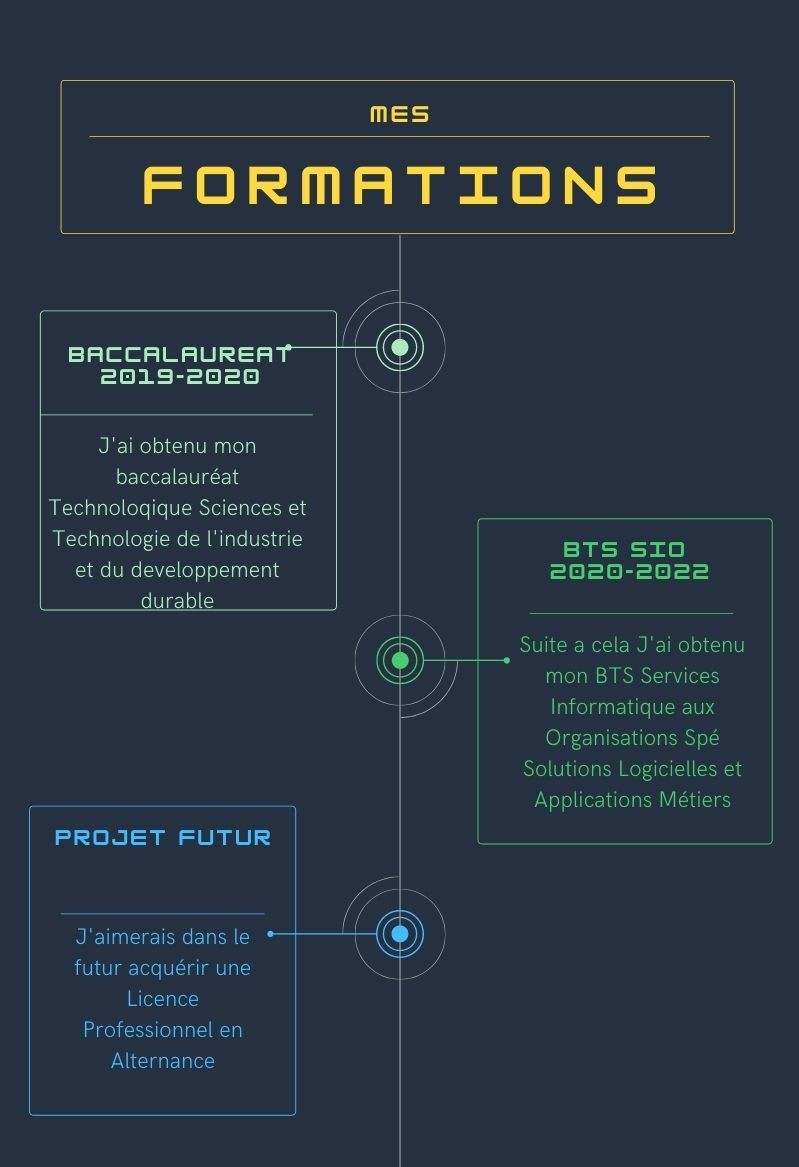 MES
FORMATIONS
BACCALAUREAT
2019-2020
J'ai obtenu mon
baccalauréat
Technoloqique Sciences et
Technologie de l'industrie
et du developpement
durable
BTS SIO
2020-2022
Suite a cela J'ai obtenu
mon BTS Services
Informatique aux
Organisations Spé
Solutions Logicielles et
Applications Métiers
PROJET FUTUR
J'aimerais dans le
futur acquérir une
Licence
Professionnel en
Alternance